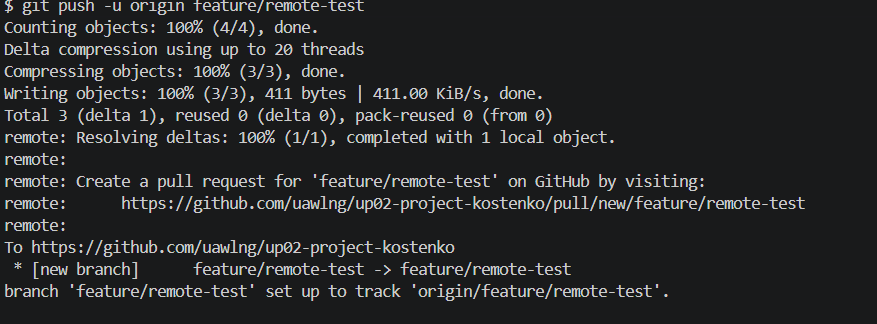 $ git push -u origin feature/remote-test
Counting objects: 100% (4/4), done.
Delta compression using up to 20 threads
Compressing objects: 100% (3/3), done.
Writing objects: 100% (3/3), 411 bytes | 411.00 KiB/s, done.
Total 3 (delta 1), reused 0 (delta 0), pack-reused 0 (from 0)
remote: Resolving deltas: 100% (1/1), completed with 1 local object.
remote:
remote: Create a pull request for 'feature/remote-test' on GitHub by visiting:
remote:      https://github.com/uawlng/up02-project-kostenko/pull/new/feature/remote-test
remote:
To https://github.com/uawlng/up02-project-kostenko
 * [new branch]      feature/remote-test -> feature/remote-test
branch 'feature/remote-test' set up to track 'origin/feature/remote-test'.